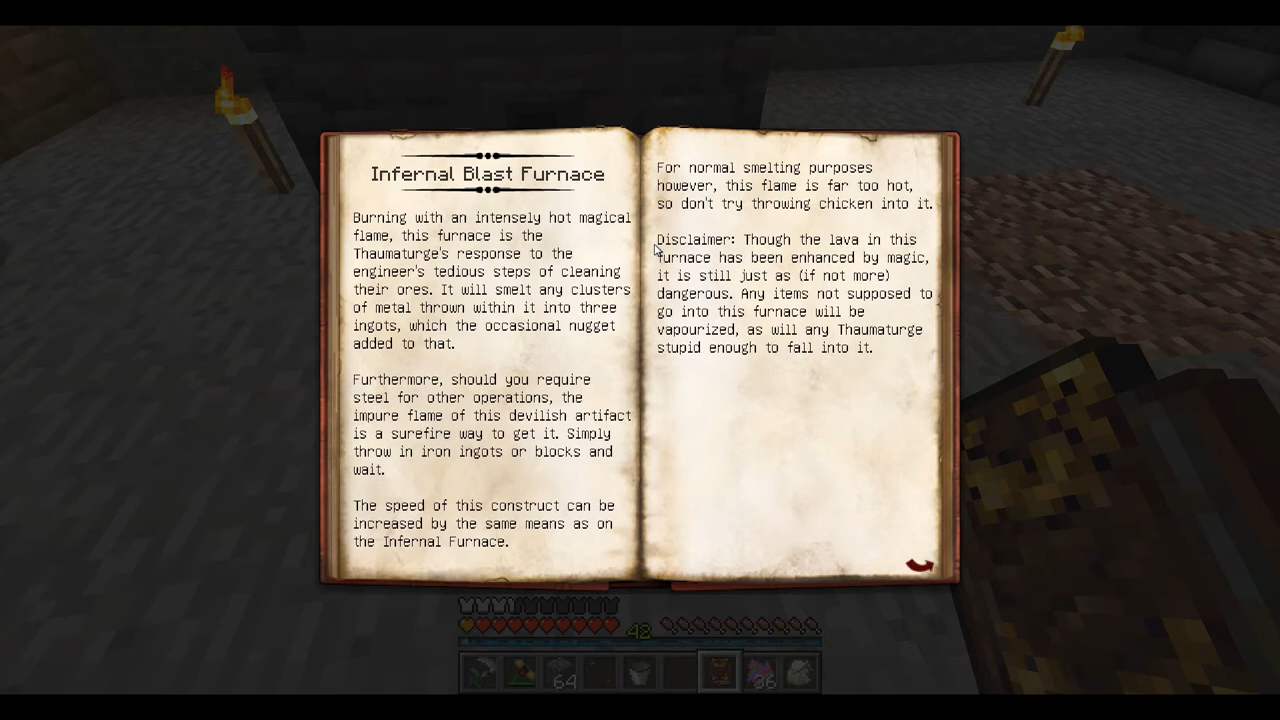 Infernal Blast Furnace
Burning with an intensely hot magical
flame, this furnace is the
Thaumaturge's response to the
engineer's tedious steps of cleaning
their ores. It will smelt any clusters
of metal thrown within it into three
ingots, which the occasional nugget
added to that.
Furthermore, should you require
steel for other operations, the
impure flame of this devilish artifact
is a surefire way to get it. Simply
throw in iron ingots or blocks and
wait.
The speed of this construct can be
increased by the same means as on
the Infernal Furnace.
For normal smelting purposes
however, this flame is far too hot,
so don't try throwing chicken into it.
Disclaimer: Though the lava in this
furnace has been enhanced by magic,
it is still just as (if not more)
dangerous. Any items not supposed to
go into this furnace will be
vapourized, as will any Thaumaturge
stupid enough to fall into it.
48
64
36